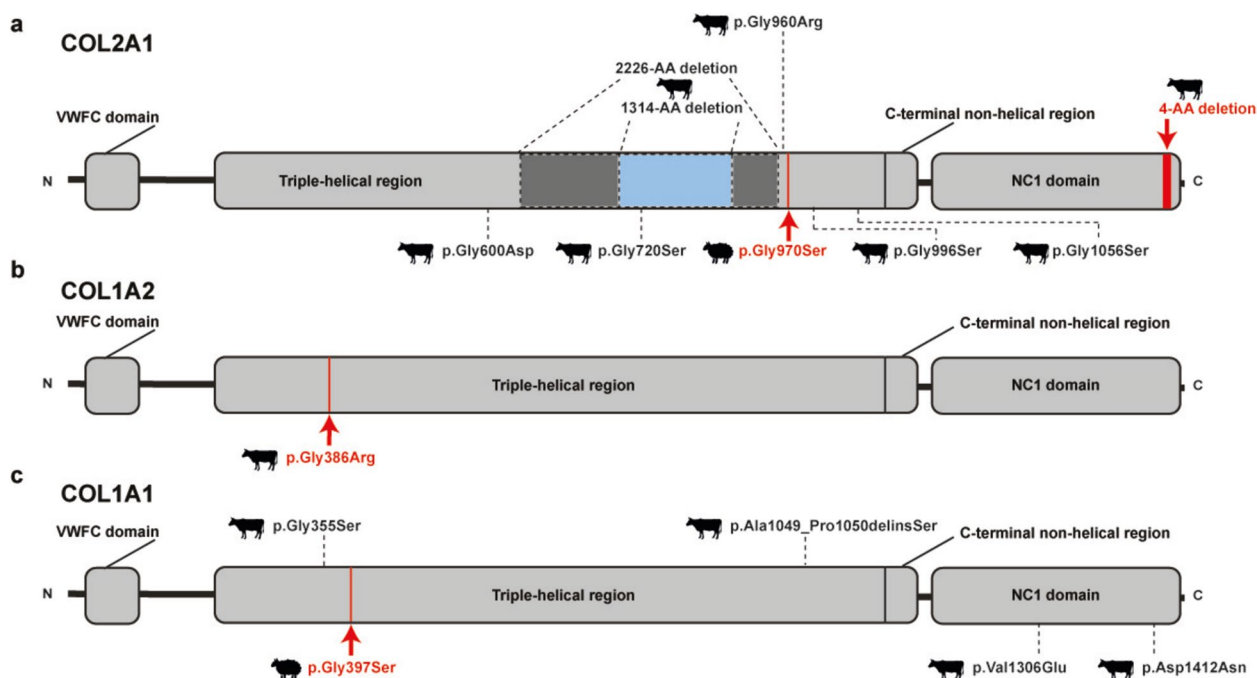 a
COL2A1
p.Gly960Arg
2226-AA deletion
1314-AA deletion
4-AA deletion
VWFC domain
C-terminal non-helical region
N
Triple-helical region
NC1 domain
C
p.Gly600Asp
p.Gly720Ser
p.Gly970Ser
p.Gly996Ser
p.Gly1056Ser
b
COL1A2
VWFC domain
C-terminal non-helical region
N
Triple-helical region
NC1 domain
C
p.Gly386Arg
c
COL1A1
VWFC domain
p.Gly355Ser
p.Ala1049_Pro1050delinsSer
C-terminal non-helical region
N
Triple-helical region
NC1 domain
C
p.Gly397Ser
p.Val1306Glu
p.Asp1412Asn